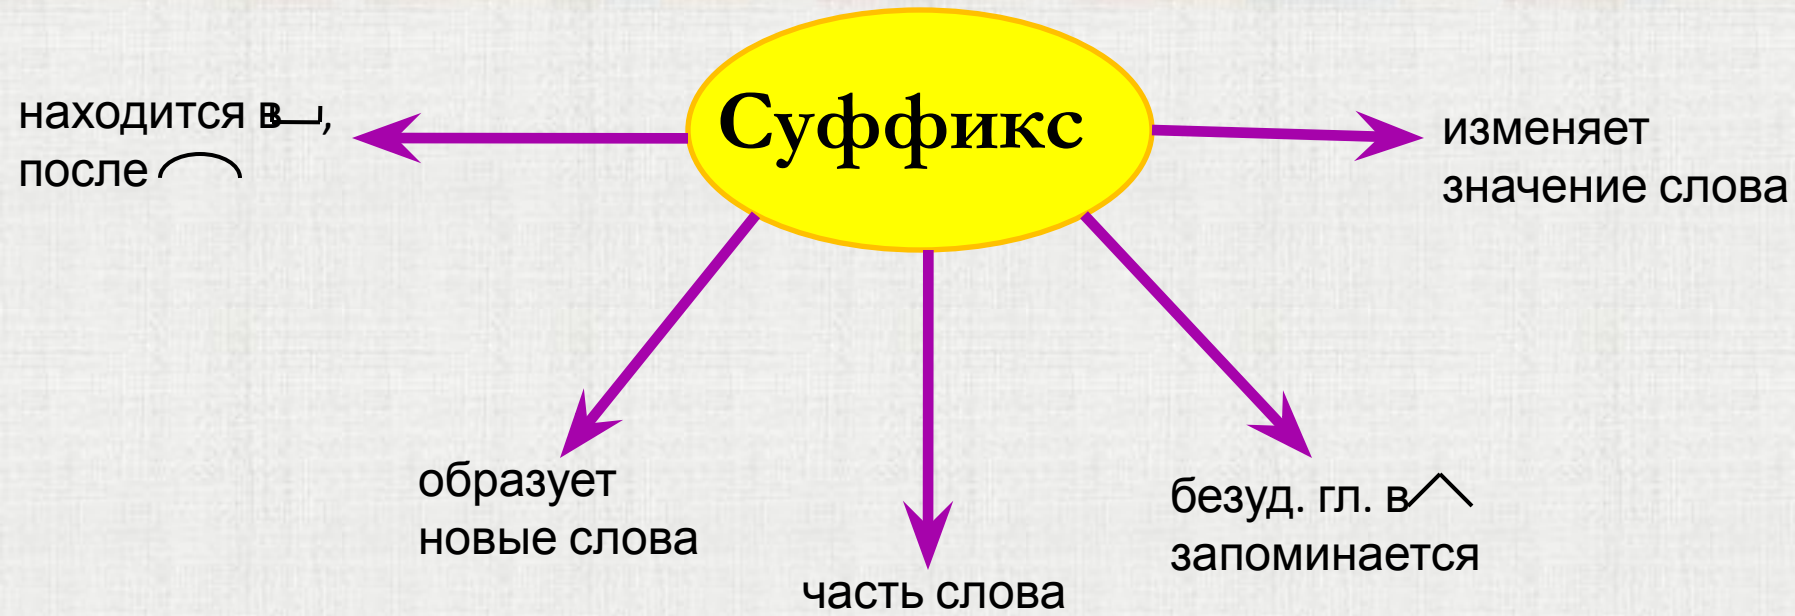 Суффикс
находится в,
после
изменяет
значение слова
образует
новые слова
безуд. гл. в
запоминается
часть слова